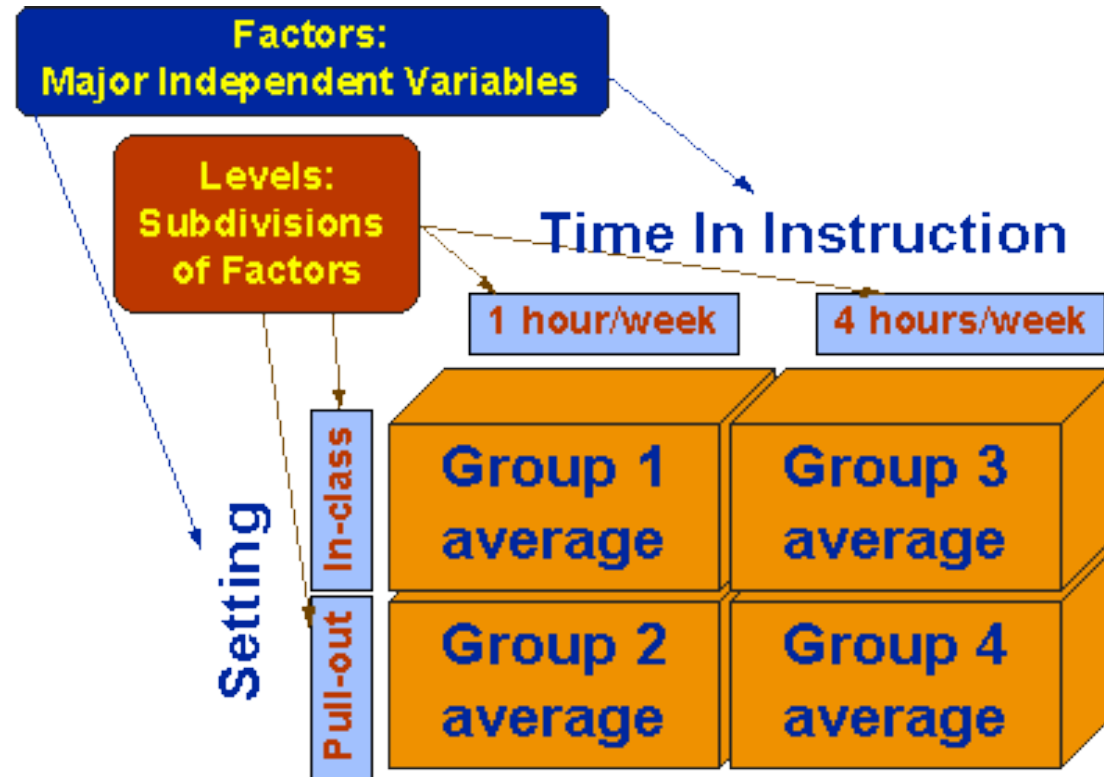 Factors:
Major Independent Variables
Levels:
Subdivisions
of Factors
Time In Instruction
1 hour/week
4 hours/week
Setting
In-class
Group 1
average
Group 3
average
Pull-out
Group 2
average
Group 4
average